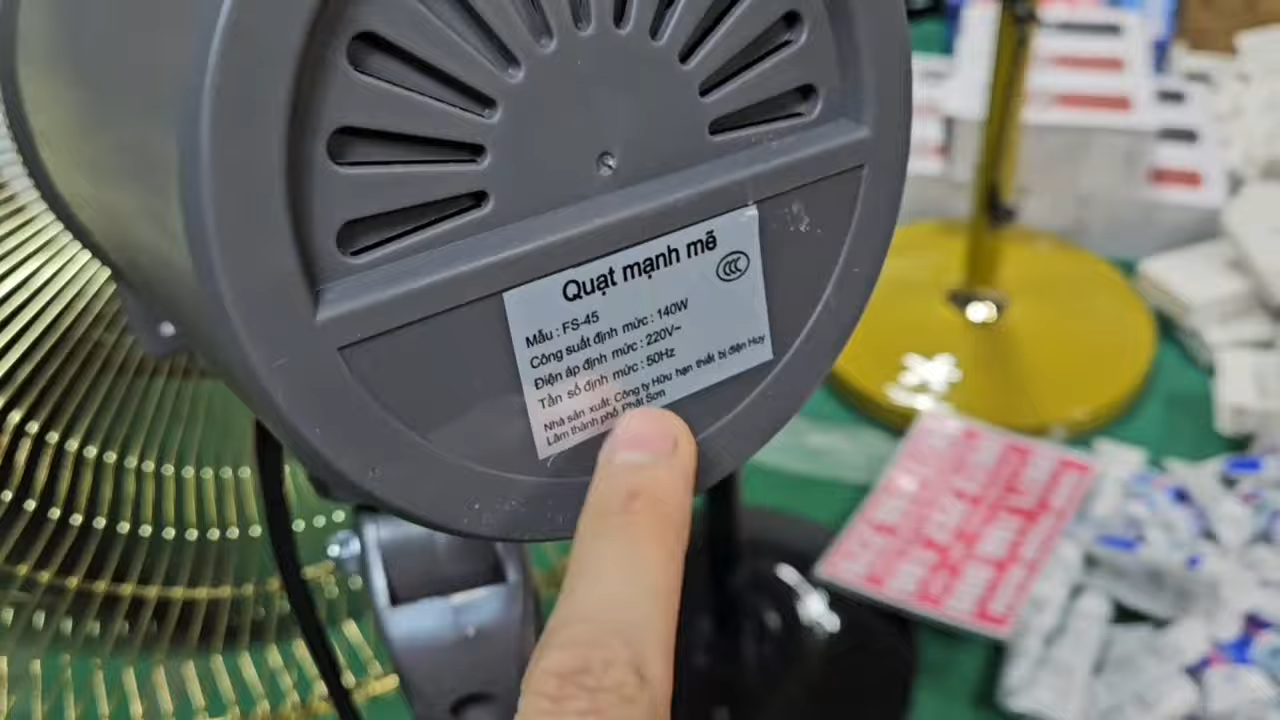 Quạt mạnh mẽ
CCC
Mẫu : FS-45
Công suất định mức : 140W
Điện áp định mức : 220V~
Tần số định mức : 50Hz
Nhà sản xuất: Công ty Hữu hạn thiết bị điện Huy
Lâm thành phố Phật Sơn